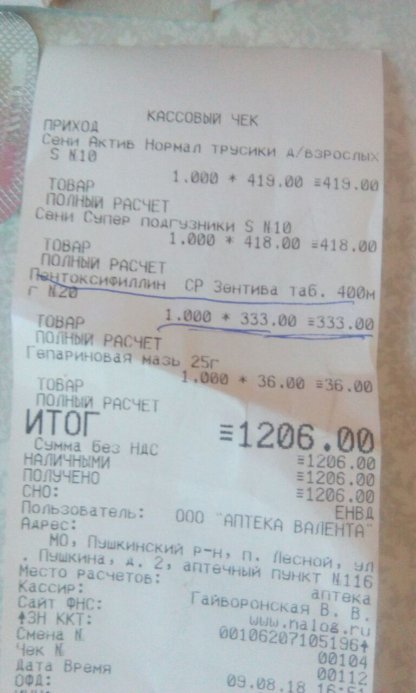 КАССОВЫЙ ЧЕК
ПРИХОД
Сени Актив Нормал трусики д/взрослых
S N10
1.000 * 419.00 ≡419.00
ТОВАР
ПОЛНЫЙ РАСЧЕТ
Сени Супер подгузники S N10
1.000 * 418.00 ≡418.00
ТОВАР
ПОЛНЫЙ РАСЧЕТ
Пентоксифиллин СР Зентива таб. 400м
г N20
1.000 * 333.00 ≡333.00
ТОВАР
ПОЛНЫЙ РАСЧЕТ
Гепариновая мазь 25г
1.000 * 36.00 ≡36.00
ТОВАР
ПОЛНЫЙ РАСЧЕТ
ИТОГ ≡1206.00
Сумма без НДС ≡1206.00
НАЛИЧНЫМИ ≡1206.00
ПОЛУЧЕНО ≡1206.00
СНО: ЕНВД
Пользователь: ООО "АПТЕКА ВАЛЕНТА"
Адрес:
МО, Пушкинский р-н, п. Лесной, ул
. Пушкина, д. 2, аптечный пункт N116
Место расчетов: аптека
Кассир: Гайворонская В. В.
Сайт ФНС: www.nalog.ru
ЗН ККТ: 00106207105196
Смена N 00104
Чек N 00112
Дата Время 09.08.18
ОФД: